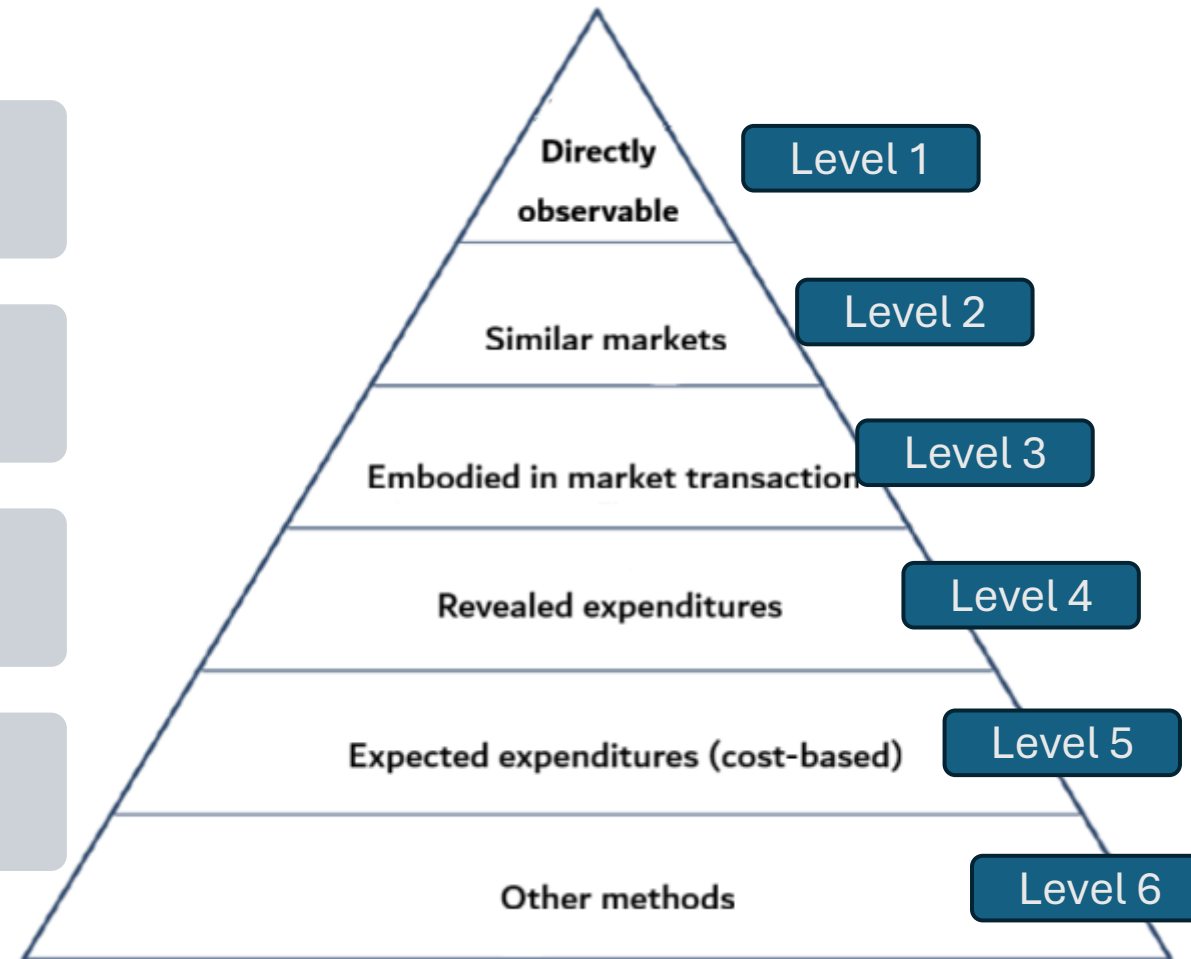 Directly
observable
Level 1
Similar markets
Level 2
Embodied in market transaction
Level 3
Revealed expenditures
Level 4
Expected expenditures (cost-based)
Level 5
Other methods
Level 6